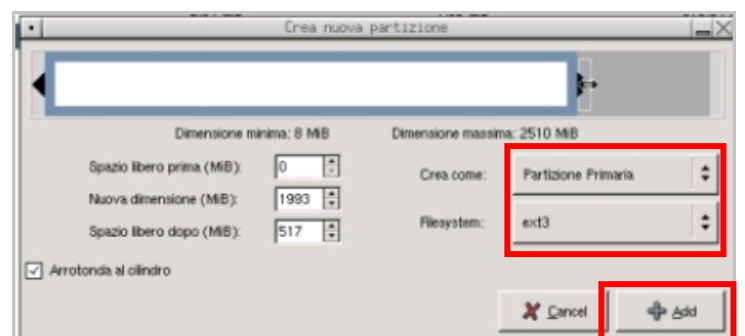 Crea nuova partizione
Dimensione minima: 8 MiB
Dimensione massima: 2510 MiB
Spazio libero prima (MiB): 0
Crea come: Partizione Primaria
Nuova dimensione (MiB): 1993
Filesystem: ext3
Spazio libero dopo (MiB): 517
Arrotonda al cilindro
Cancel
Add